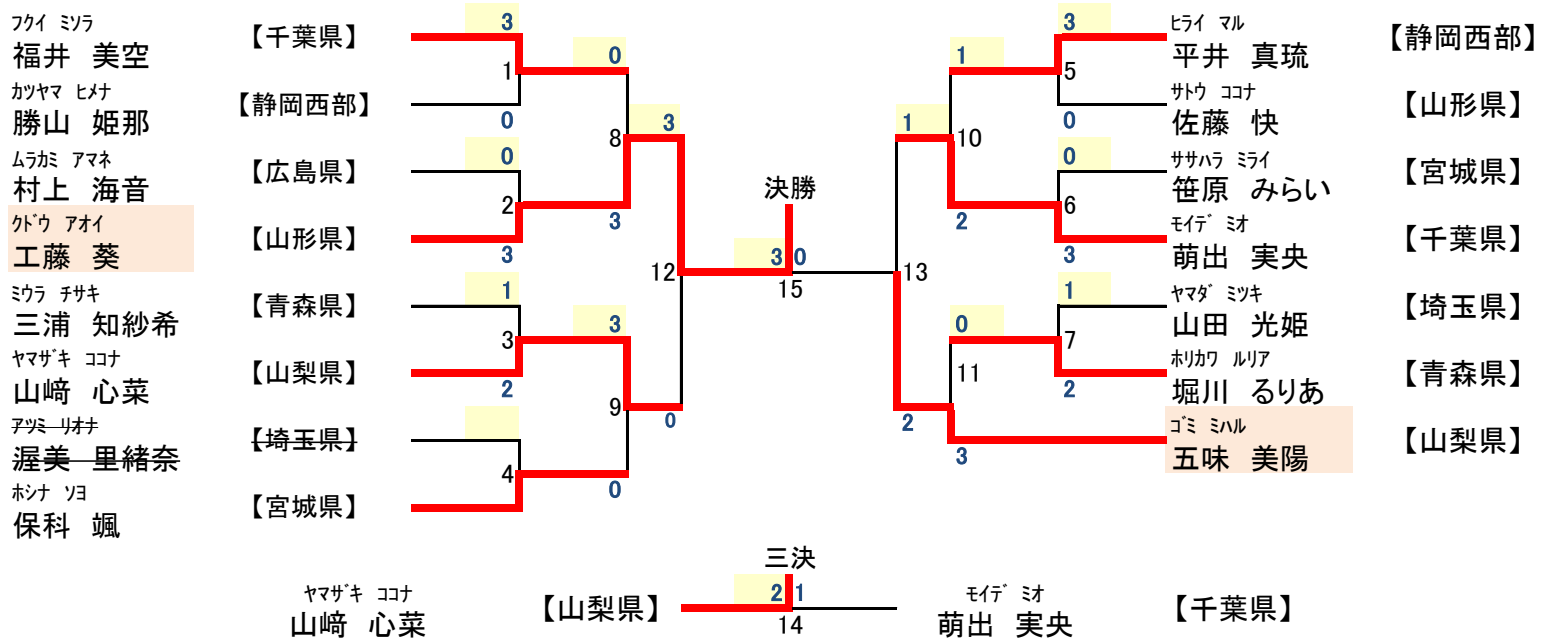 フクイ ミソラ
福井 美空
【千葉県】
カツヤマ ヒメナ
勝山 姫那
【静岡西部】
ムラカミ アマネ
村上 海音
【広島県】
クドウ アオイ
工藤 葵
【山形県】
ミウラ チサキ
三浦 知紗希
【青森県】
ヤマザキ ココナ
山﨑 心菜
【山梨県】
アツミ リオナ
渥美 里緒奈
【埼玉県】
ホシナ ソヨ
保科 颯
【宮城県】
3
1
0
0
2
3
1
3
2
4
0
8
3
3
9
0
3
12
0
決勝
3 0
15
1
13
2
1
10
2
0
11
3
3
5
0
0
6
3
1
7
2
ヒライ マル
平井 真琉
【静岡西部】
サトウ ココナ
佐藤 快
【山形県】
ササハラ ミライ
笹原 みらい
【宮城県】
モイデ ミオ
萌出 実央
【千葉県】
ヤマダ ミツキ
山田 光姫
【埼玉県】
ホリカワ ルリア
堀川 るりあ
【青森県】
ゴミ ミハル
五味 美陽
【山梨県】
三決
ヤマザキ ココナ
山﨑 心菜
【山梨県】
2 1
14
モイデ ミオ
萌出 実央
【千葉県】